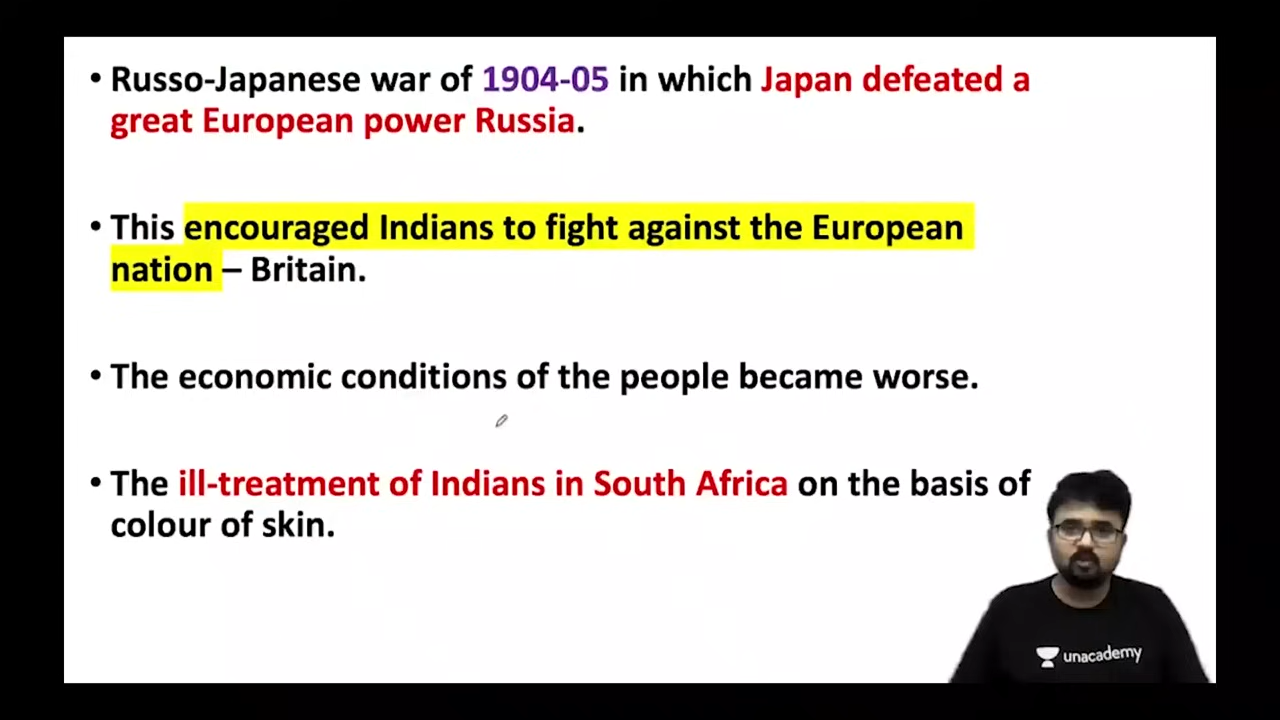 • Russo-Japanese war of 1904-05 in which Japan defeated a
great European power Russia.
• This encouraged Indians to fight against the European
nation – Britain.
• The economic conditions of the people became worse.
• The ill-treatment of Indians in South Africa on the basis of
colour of skin.
unacademy